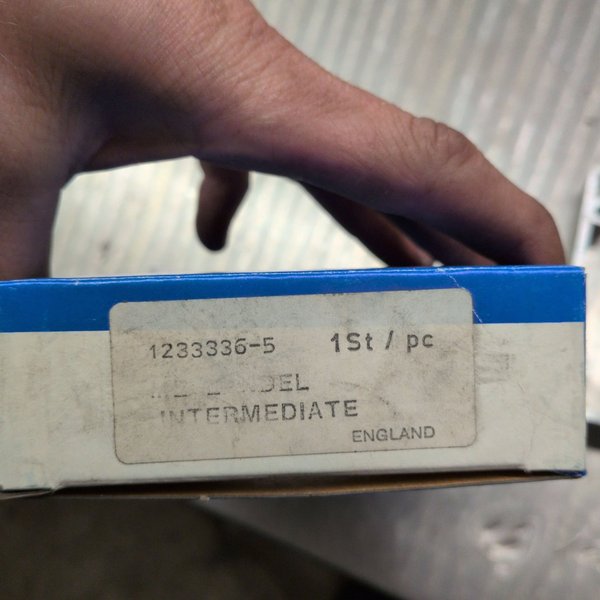 1233336-5 1St / pc
INTERMEDIATE
ENGLAND